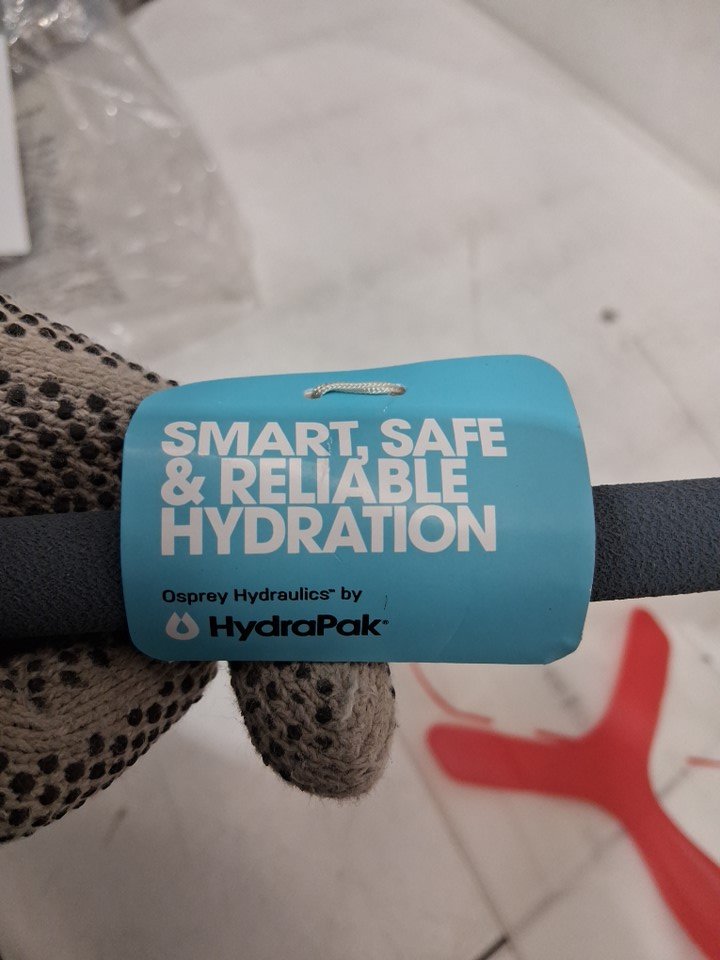 SMART, SAFE
& RELIABLE
HYDRATION
Osprey Hydraulics™ by
HydraPak®